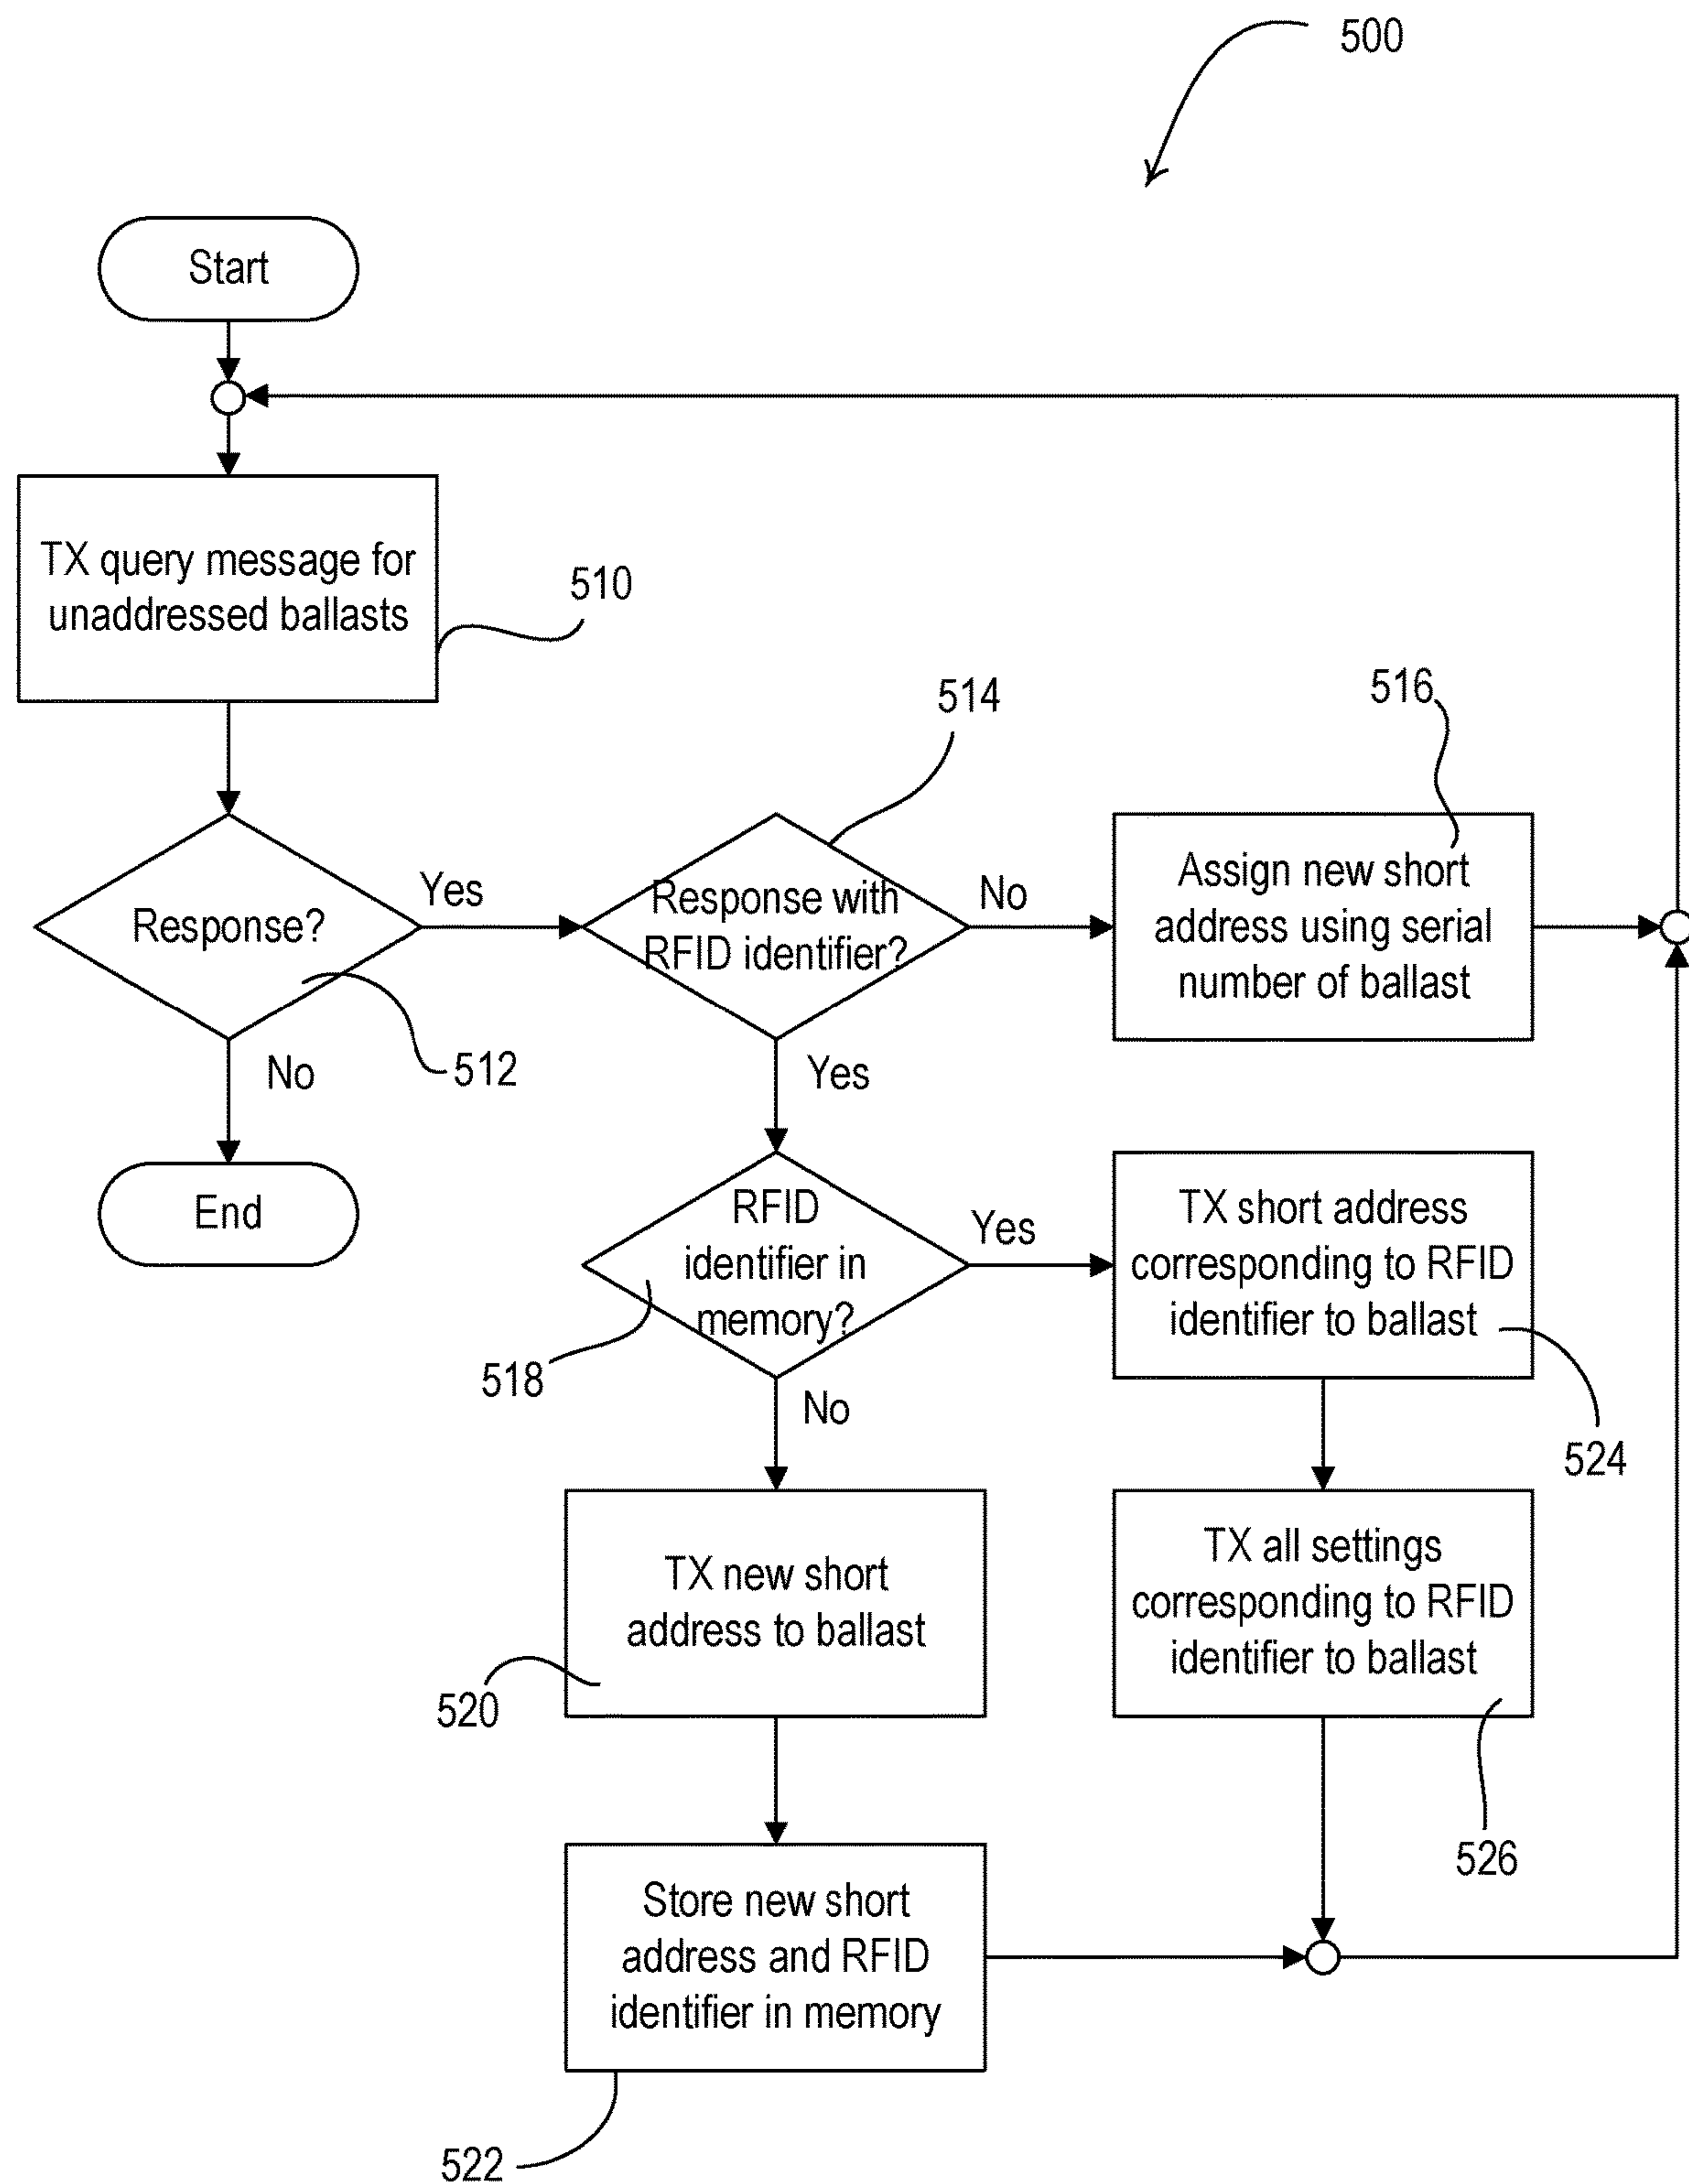 500
Start
TX query message for
unaddressed ballasts
510
514
516
Response?
Yes
Response with
RFID identifier?
No
Assign new short
address using serial
number of ballast
No
512
Yes
End
RFID
identifier in
memory?
Yes
TX short address
corresponding to RFID
identifier to ballast
518
No
524
TX new short
address to ballast
TX all settings
corresponding to RFID
identifier to ballast
520
526
Store new short
address and RFID
identifier in memory
522